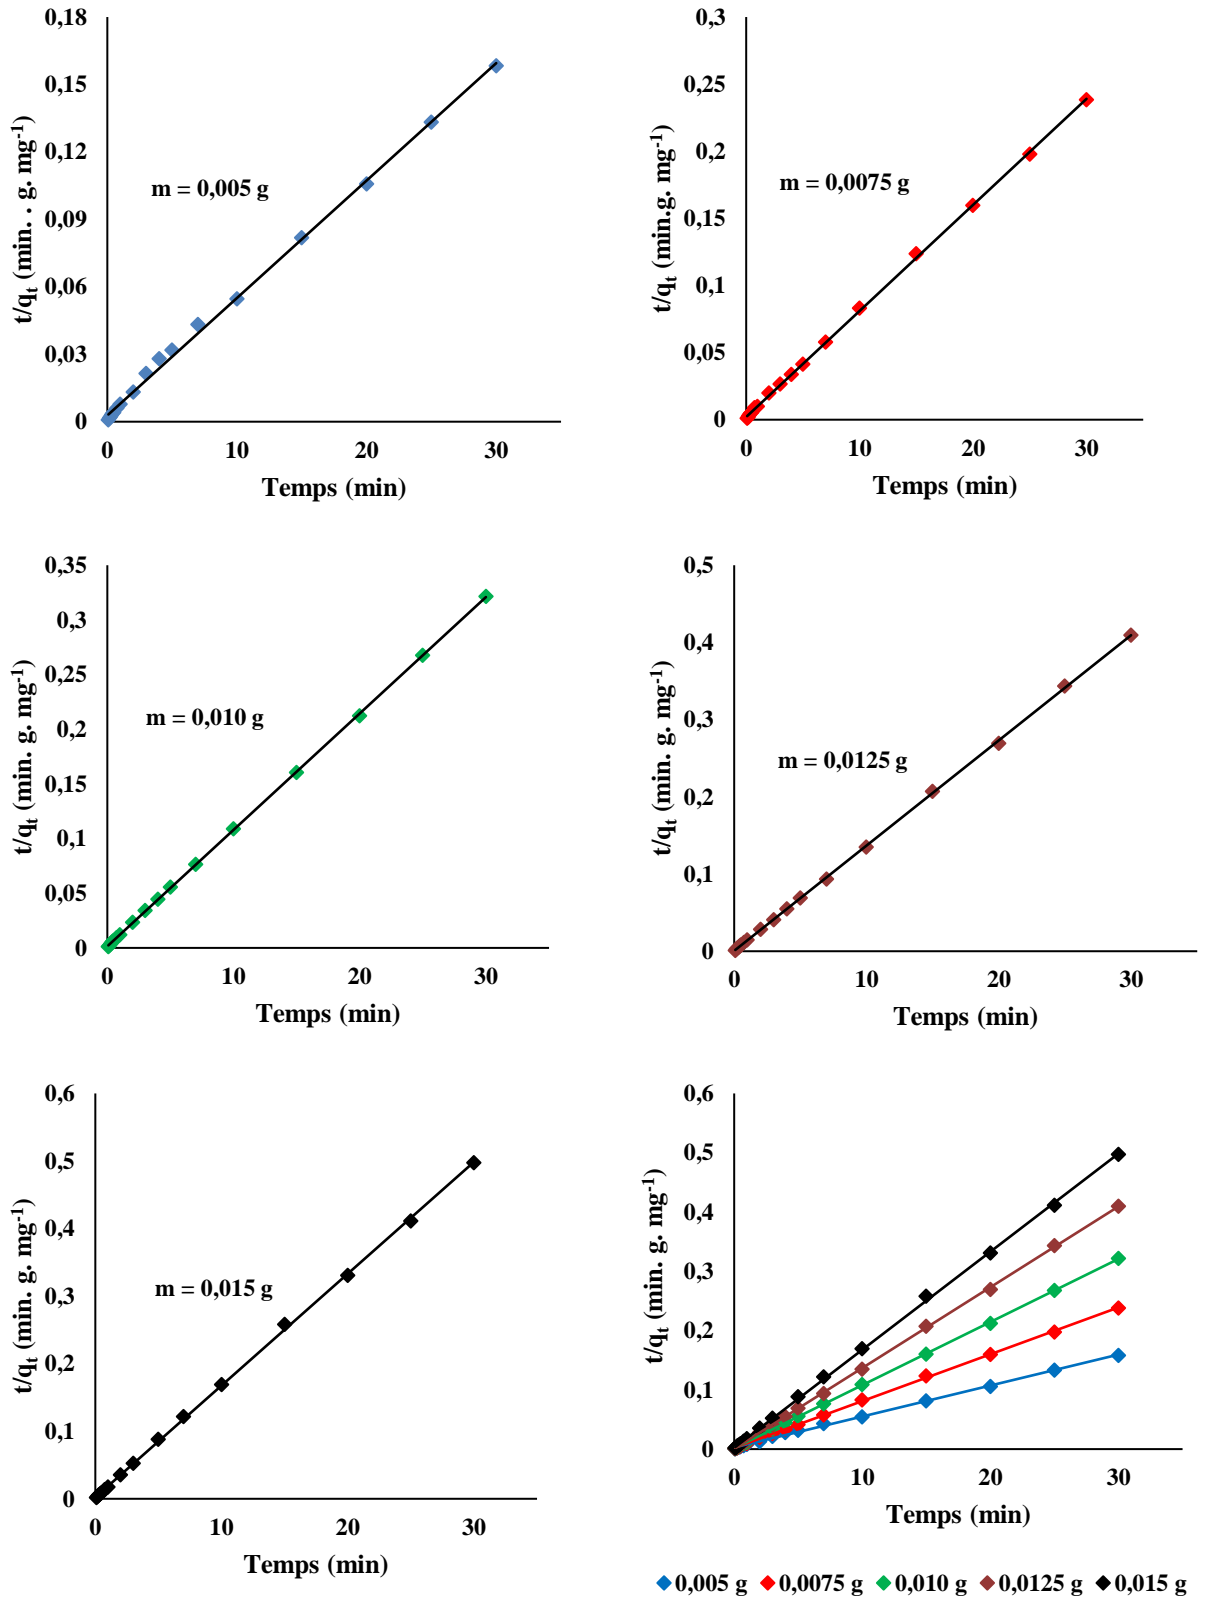 0,18
0,15
0,12
0,09
0,06
0,03
0
t/qt (min. . g. mg-1)
m = 0,005 g
0 10 20 30
Temps (min)
0,3
0,25
0,2
0,15
0,1
0,05
0
t/qt (min.g. mg-1)
m = 0,0075 g
0 10 20 30
Temps (min)
0,35
0,3
0,25
0,2
0,15
0,1
0,05
0
t/qt (min. g. mg-1)
m = 0,010 g
0 10 20 30
Temps (min)
0,5
0,4
0,3
0,2
0,1
0
t/qt (min. g. mg-1)
m = 0,0125 g
0 10 20 30
Temps (min)
0,6
0,5
0,4
0,3
0,2
0,1
0
t/qt (min. g. mg-1)
m = 0,015 g
0 10 20 30
Temps (min)
0,6
0,5
0,4
0,3
0,2
0,1
0
t/qt (min. g. mg-1)
0 10 20 30
Temps (min)
0,005 g 0,0075 g 0,010 g 0,0125 g 0,015 g